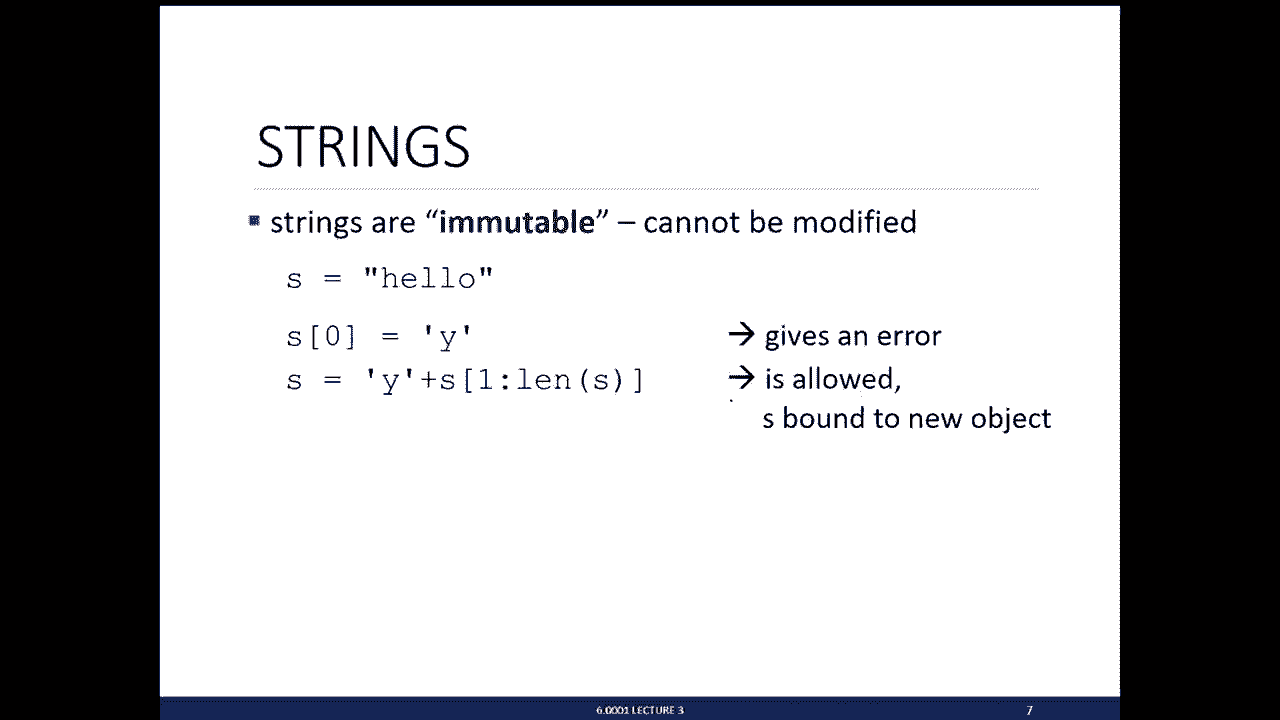 STRINGS
▪ strings are “immutable” – cannot be modified
s = "hello"
s[0] = 'y' → gives an error
s = 'y'+s[1:len(s)] → is allowed,
s bound to new object
6.0001 LECTURE 3 7